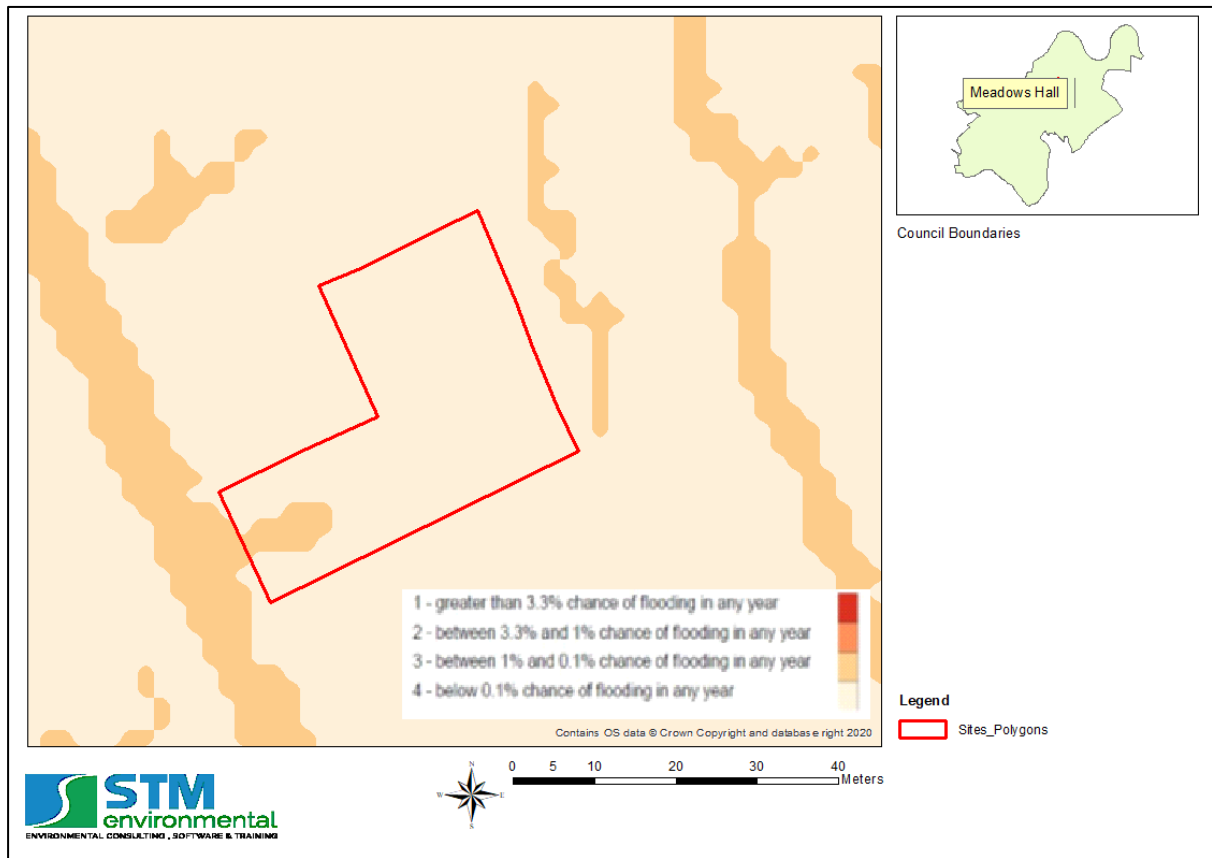 Meadows Hall
Council Boundaries
1 - greater than 3.3% chance of flooding in any year
2 - between 3.3% and 1% chance of flooding in any year
3 - between 1% and 0.1% chance of flooding in any year
4 - below 0.1% chance of flooding in any year
Contains OS data © Crown Copyright and database right 2020
Legend
Sites_Polygons
N
W E
S
0 5 10 20 30 40
Meters
STM
environmental
ENVIRONMENTAL CONSULTING, SOFTWARE & TRAINING